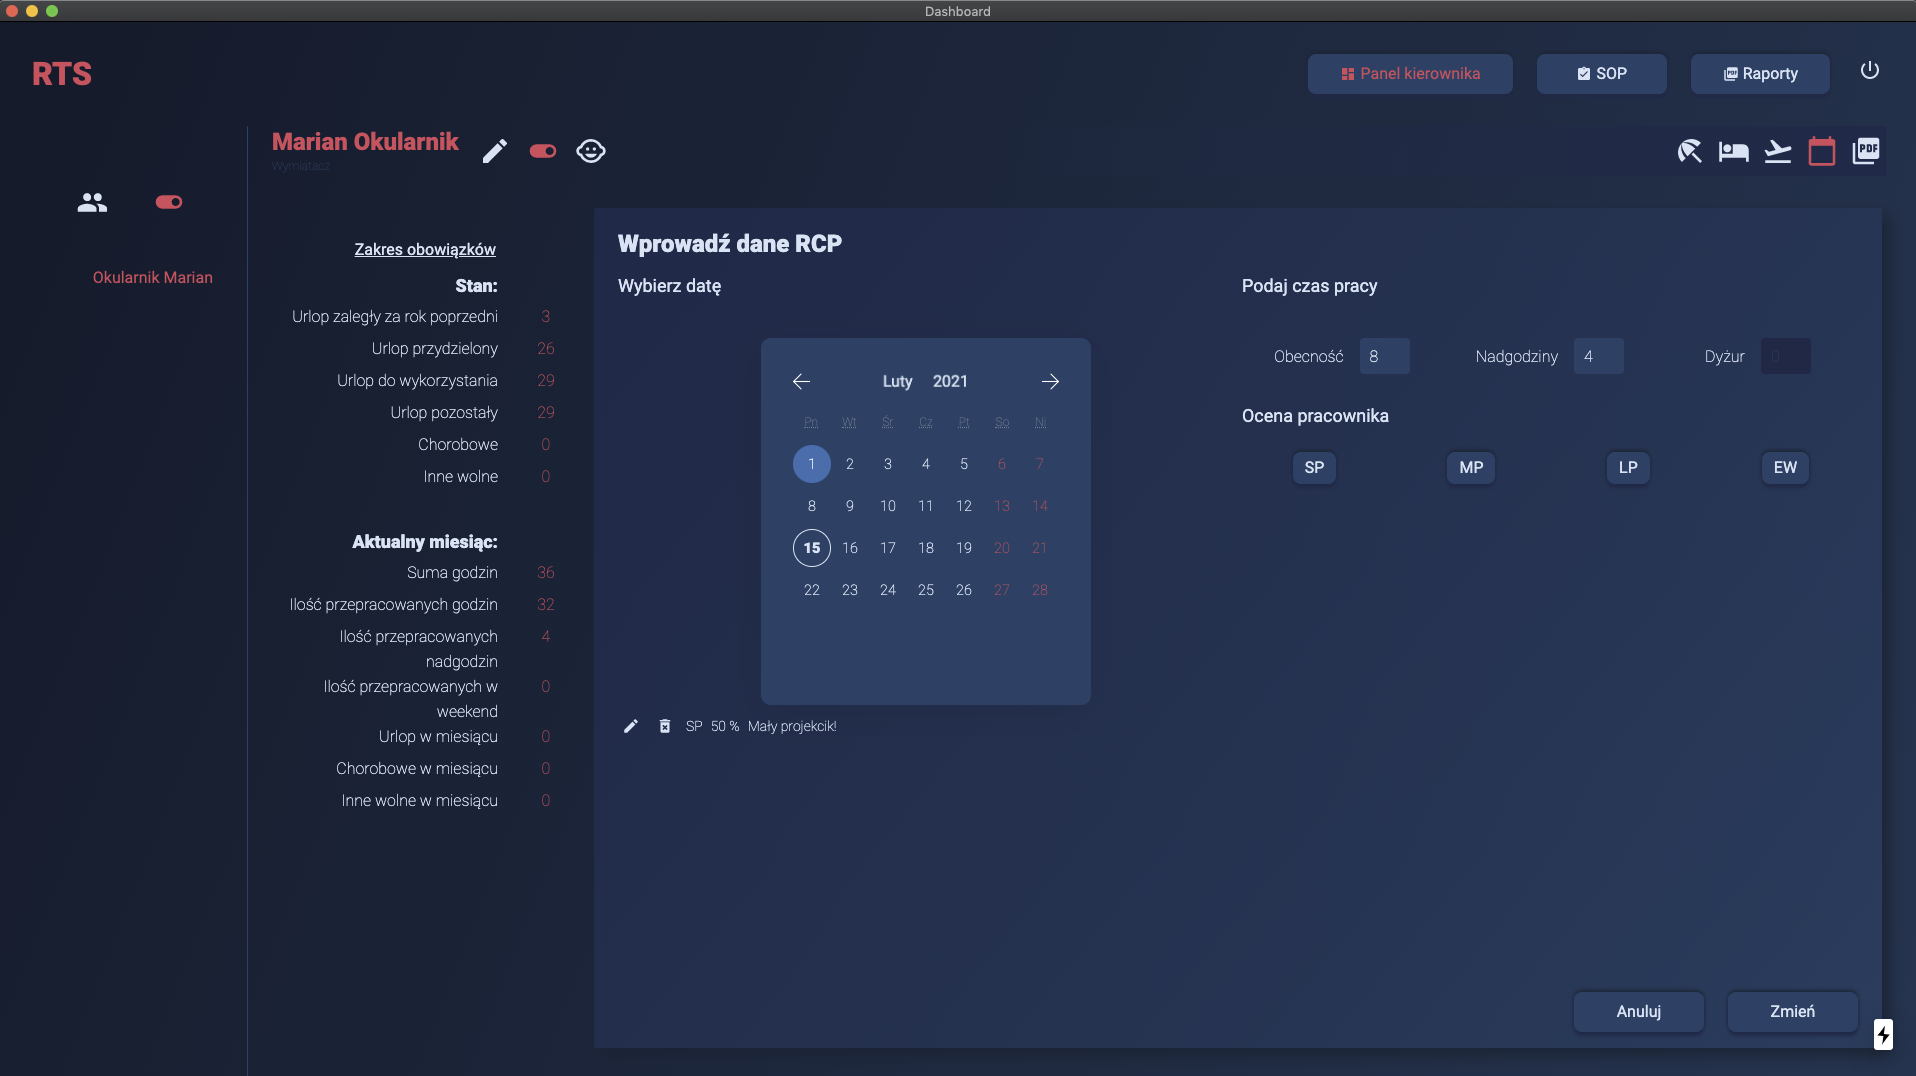 Dashboard
RTS
Panel kierownika
SOP
PDF Raporty
Marian Okularnik
Wymiatacz
PDF
Okularnik Marian
Zakres obowiązków
Stan:
Urlop zaległy za rok poprzedni 3
Urlop przydzielony 26
Urlop do wykorzystania 29
Urlop pozostały 29
Chorobowe 0
Inne wolne 0
Aktualny miesiąc:
Suma godzin 36
Ilość przepracowanych godzin 32
Ilość przepracowanych 4
nadgodzin
Ilość przepracowanych w 0
weekend
Urlop w miesiącu 0
Chorobowe w miesiącu 0
Inne wolne w miesiącu 0
Wprowadź dane RCP
Wybierz datę
Luty 2021
Pn Wt Śr Cz Pt So Ni
1 2 3 4 5 6 7
8 9 10 11 12 13 14
15 16 17 18 19 20 21
22 23 24 25 26 27 28
SP 50 % Mały projekcik!
Podaj czas pracy
Obecność 8 Nadgodziny 4 Dyżur 0
Ocena pracownika
SP MP LP EW
Anuluj
Zmień